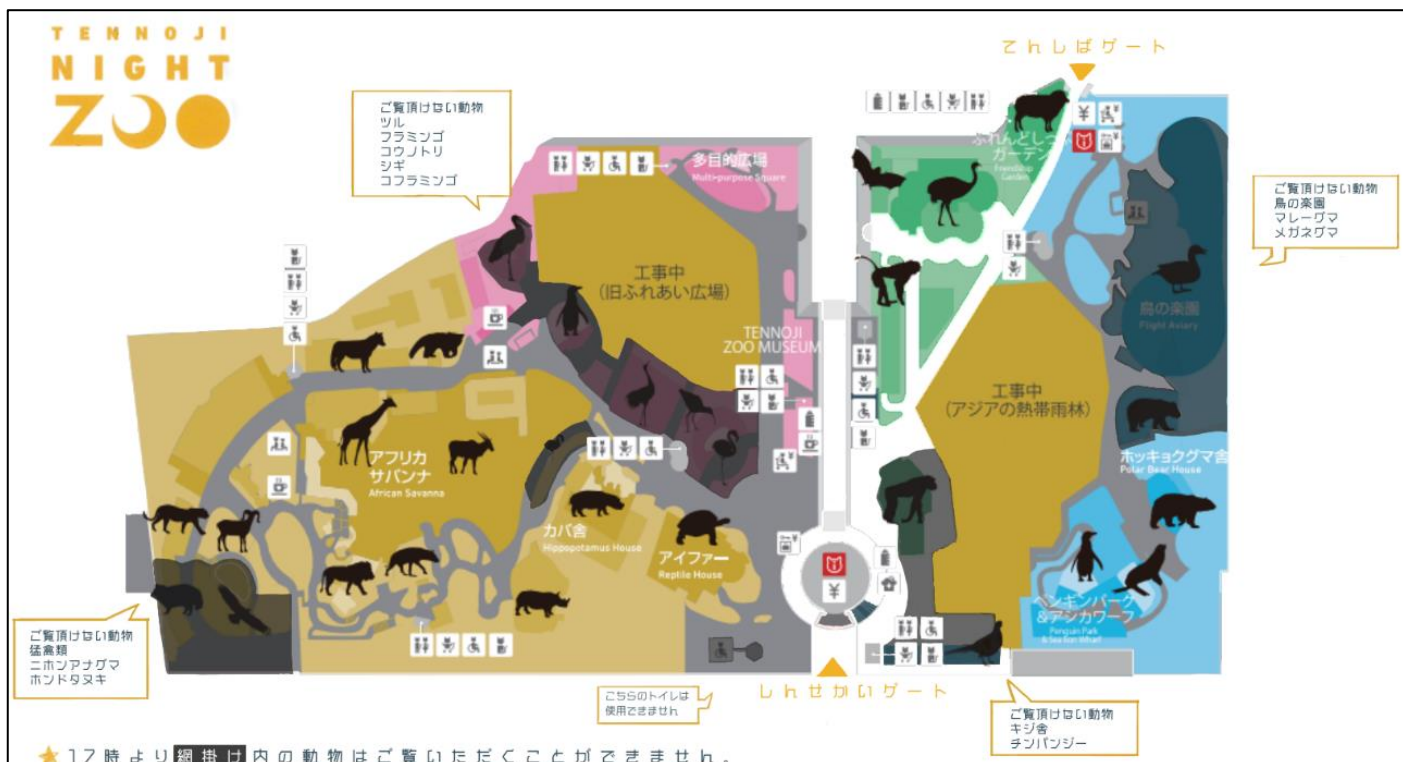 TENNOJI
NIGHT
ZOO
てんしばゲート
ご覧頂けない動物
ツル
フラミンゴ
コウノトリ
シギ
コフラミンゴ
多目的広場
Multi-purpose Square
ふれんどしっぷ
ガーデン
Friendship
Garden
ご覧頂けない動物
鳥の楽園
マレーグマ
メガネグマ
工事中
(旧ふれあい広場)
鳥の楽園
Flight Aviary
TENNOJI
ZOO MUSEUM
工事中
(アジアの熱帯雨林)
アフリカ
サバンナ
African Savanna
ホッキョクグマ舎
Polar Bear House
カバ舎
Hippopotamus House
アイファー
Reptile House
ペンギンパーク
&アシカワーフ
Penguin Park
& Sea lion Wharf
ご覧頂けない動物
猛禽類
ニホンアナグマ
ホンドタヌキ
こちらのトイレは
使用できません
しんせかいゲート
ご覧頂けない動物
キジ舎
チンパンジー
★17時より網掛け内の動物はご覧いただくことができません。